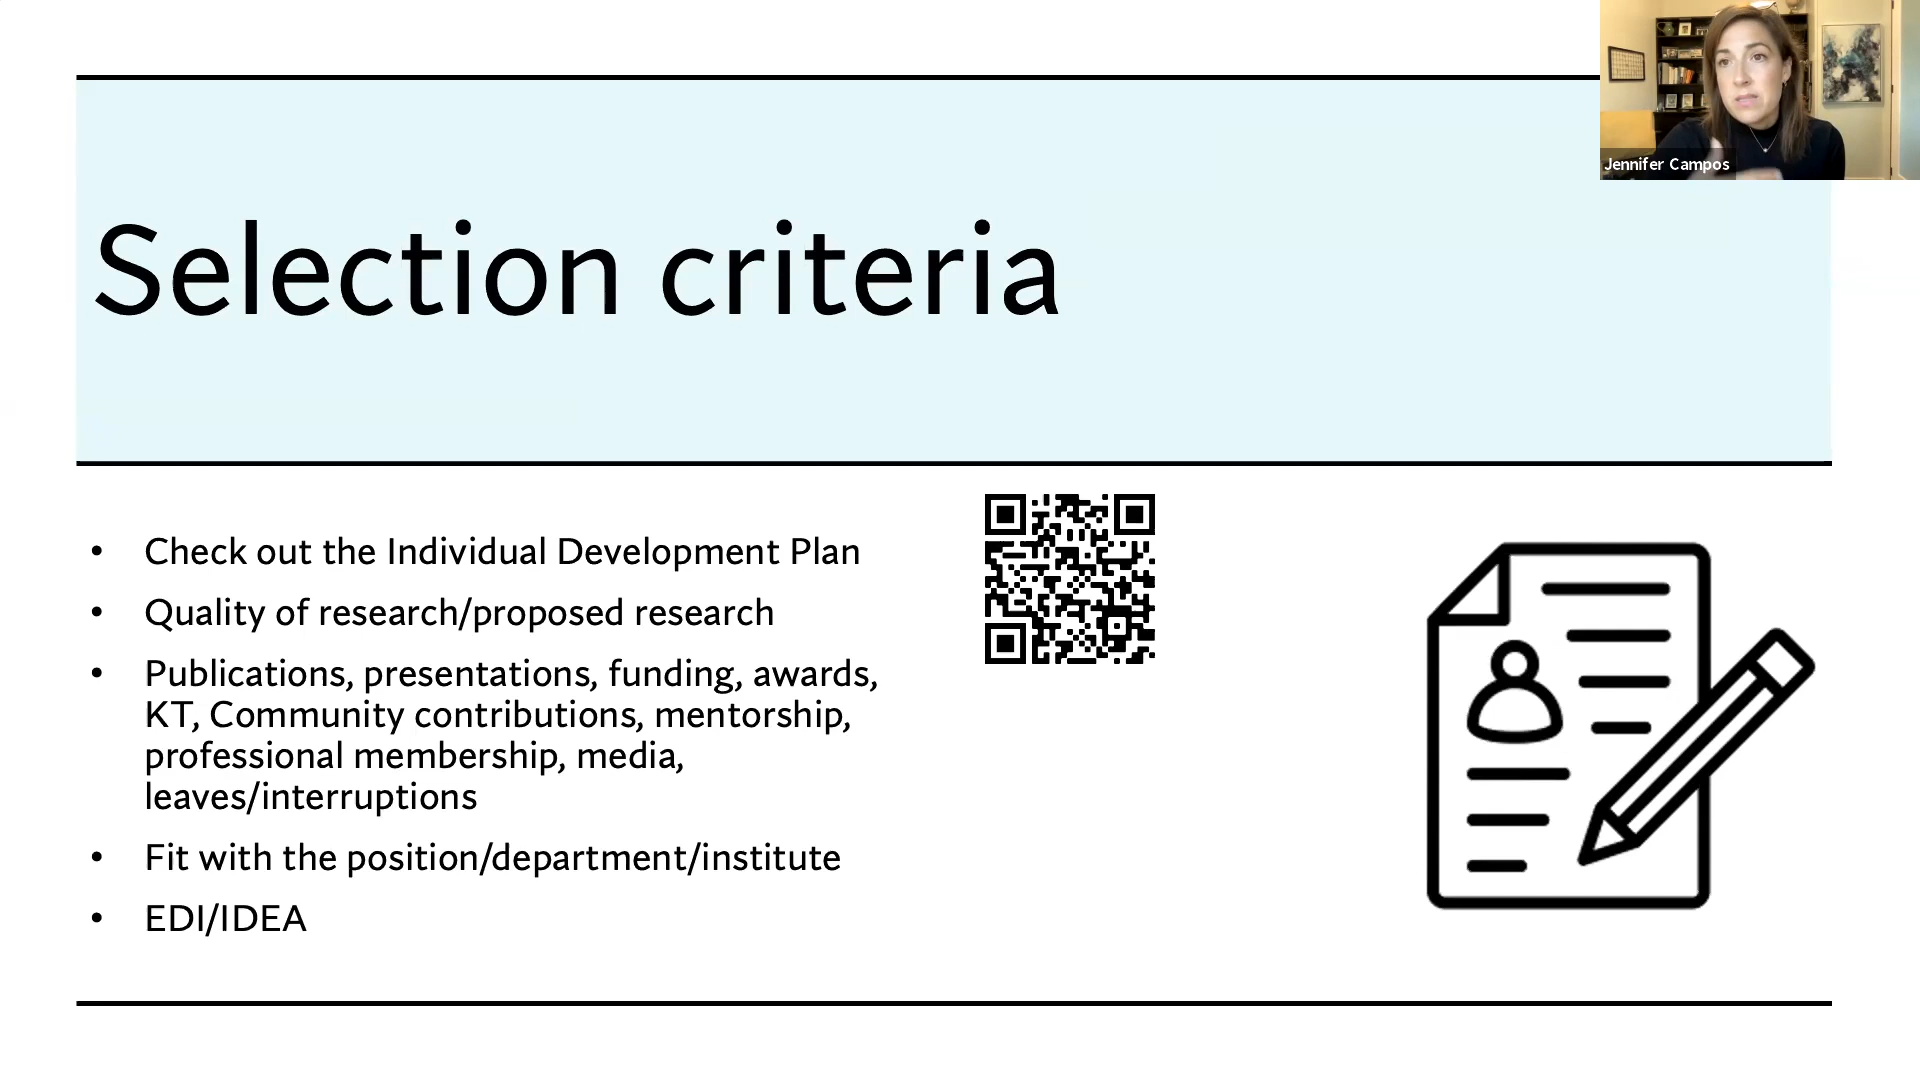 Jennifer Campos
Selection criteria
• Check out the Individual Development Plan
• Quality of research/proposed research
• Publications, presentations, funding, awards,
KT, Community contributions, mentorship,
professional membership, media,
leaves/interruptions
• Fit with the position/department/institute
• EDI/IDEA